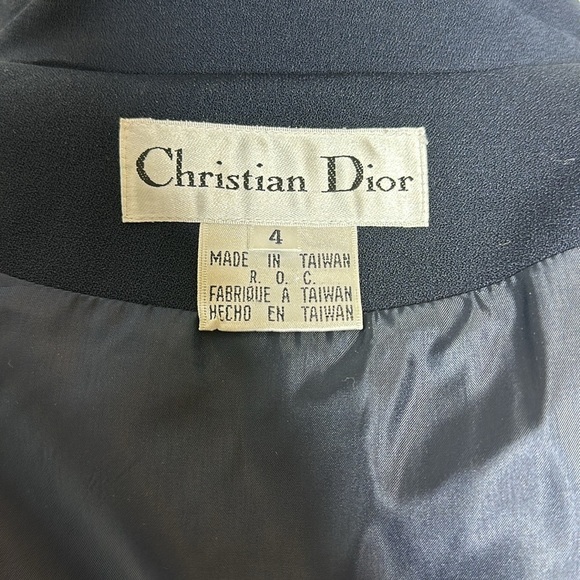 Christian Dior
4
MADE IN TAIWAN
R. O. C.
FABRIQUE A TAIWAN
HECHO EN TAIWAN